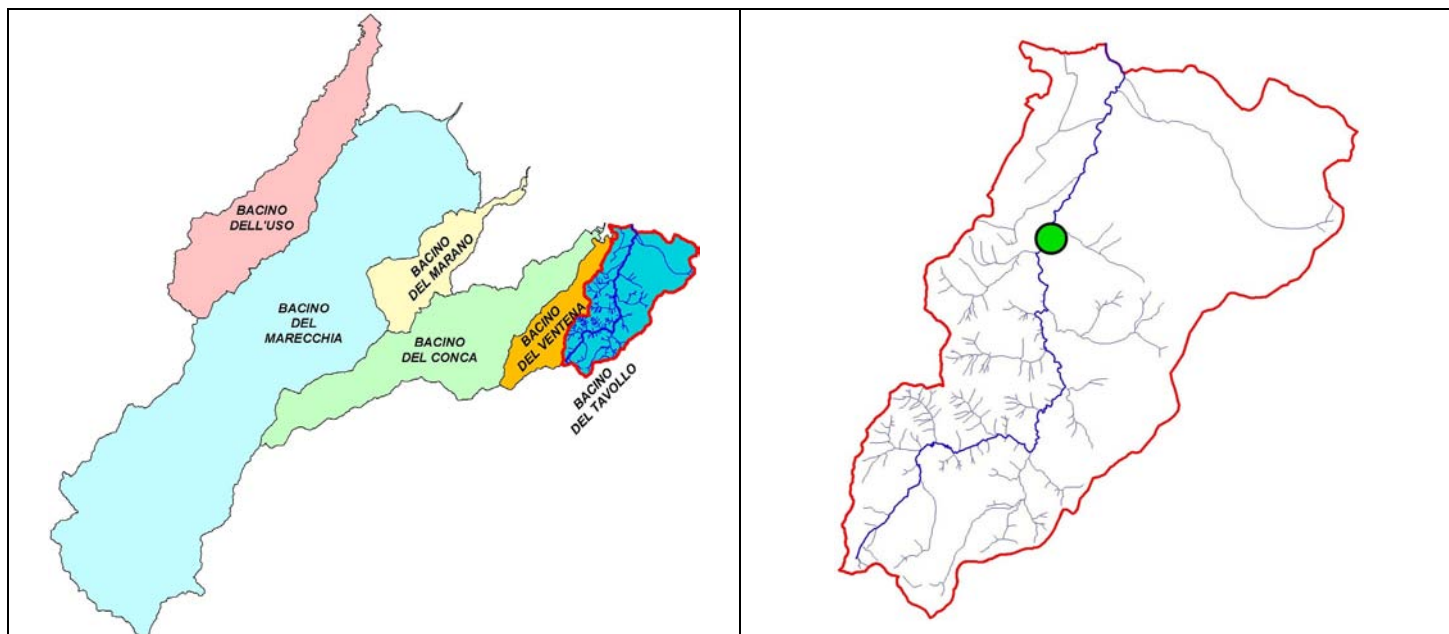 BACINO
DELL'USO
BACINO
DEL MARANO
BACINO
DEL
MARECCHIA
BACINO
DEL CONCA
BACINO
DEL VENTENA
BACINO
DEL TAVOLLO